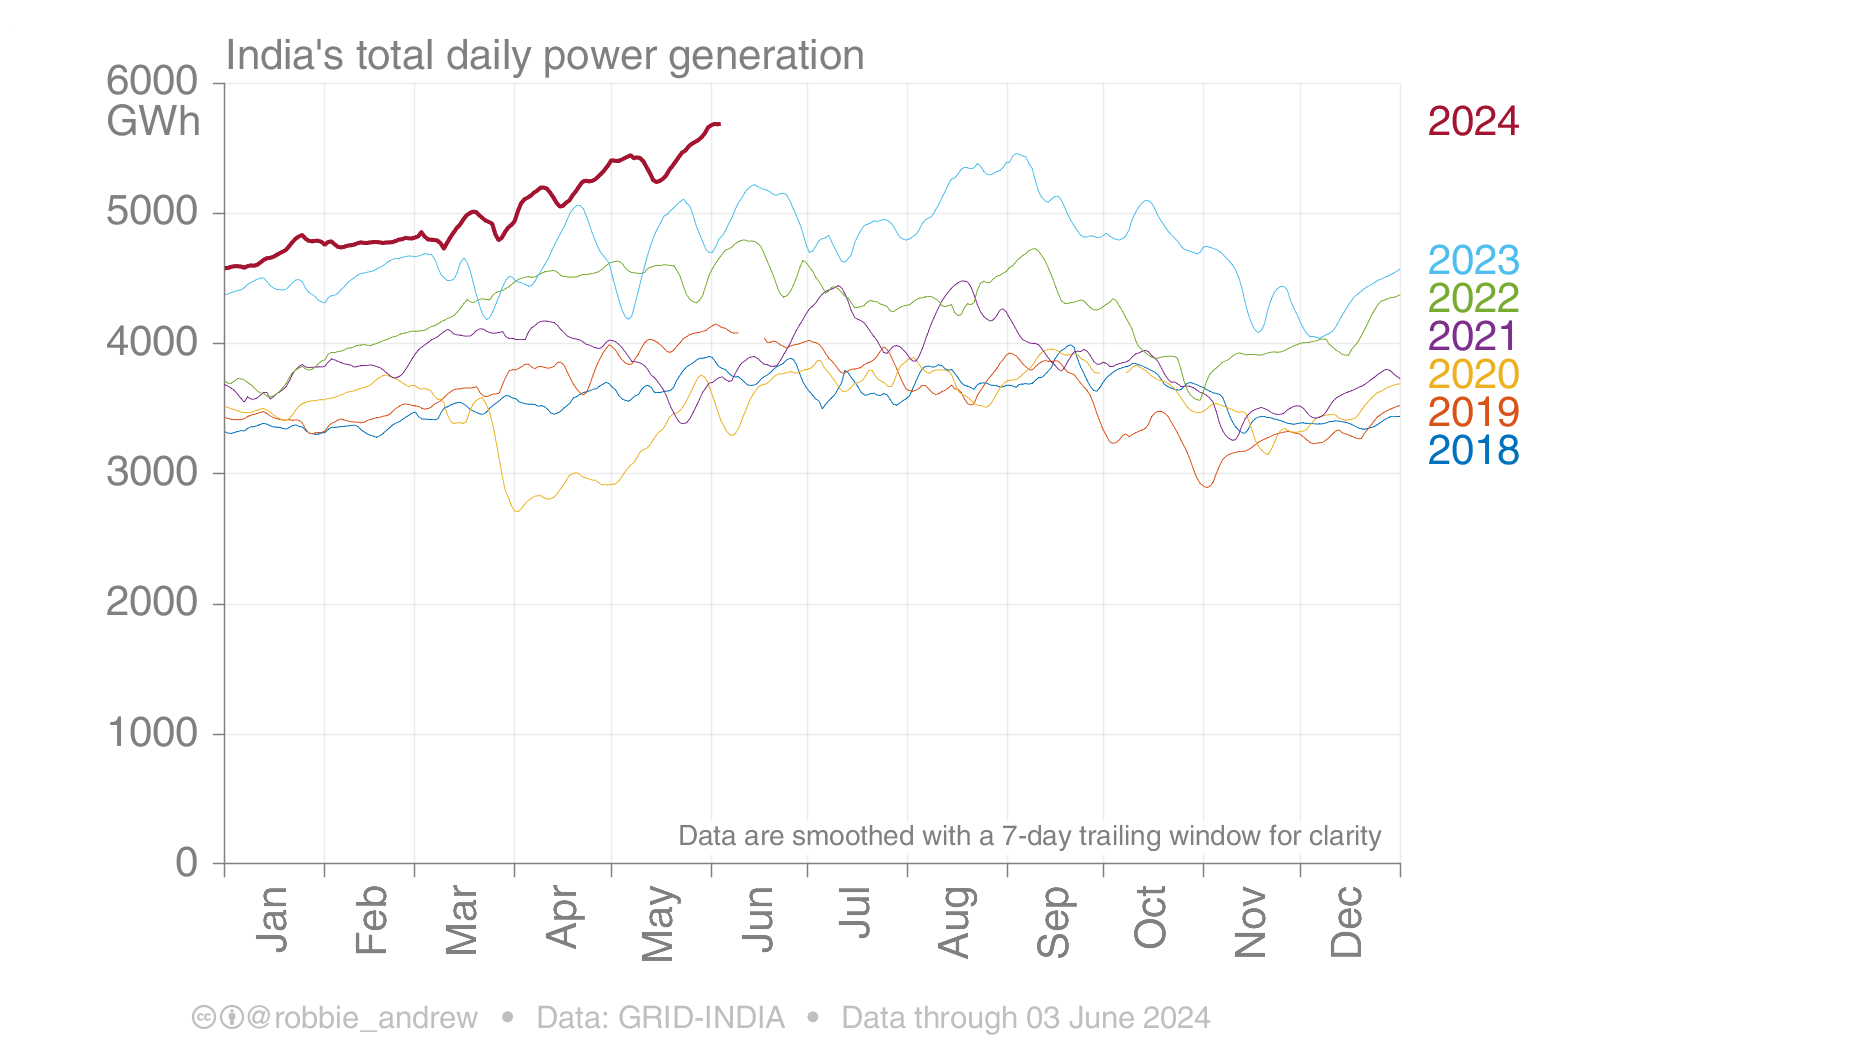 India's total daily power generation
6000
GWh
5000
4000
3000
2000
1000
0
2024
2023
2022
2021
2020
2019
2018
Data are smoothed with a 7-day trailing window for clarity
Jan
Feb
Mar
Apr
May
Jun
Jul
Aug
Sep
Oct
Nov
Dec
cc @robbie_andrew • Data: GRID-INDIA • Data through 03 June 2024